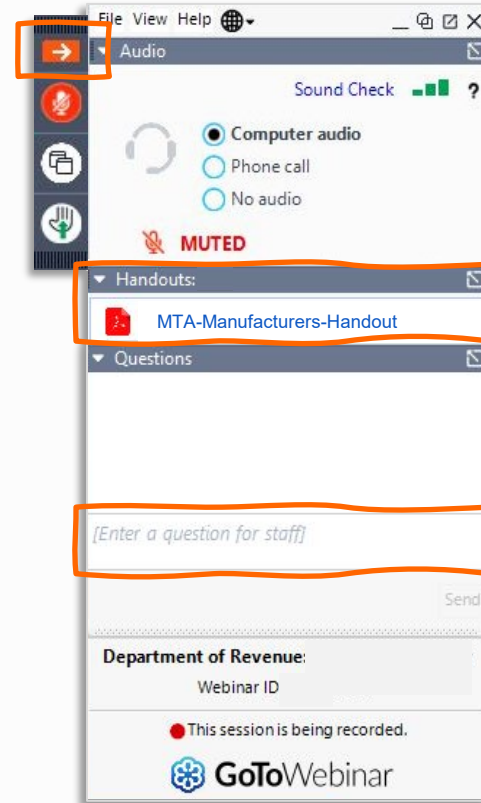 File View Help
Audio
Sound Check ?
Computer audio
Phone call
No audio
MUTED
Handouts:
MTA-Manufacturers-Handout
Questions
[Enter a question for staff]
Send
Department of Revenue:
Webinar ID
This session is being recorded.
GoToWebinar